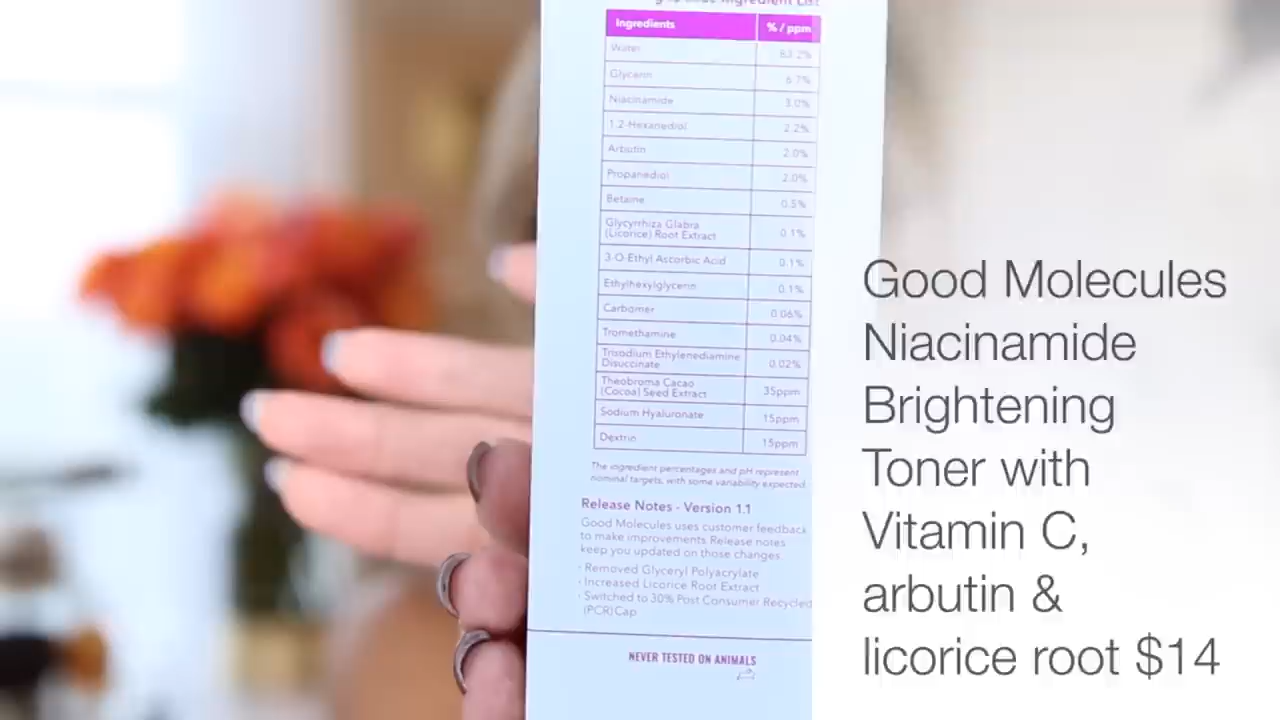 Ingredient List
Ingredients % / ppm
Water 83.2%
Glycerin 6.7%
Niacinamide 3.0%
1,2-Hexanediol 2.2%
Arbutin 2.0%
Propanediol 2.0%
Betaine 0.5%
Glycyrrhiza Glabra
(Licorice) Root Extract 0.1%
3-O-Ethyl Ascorbic Acid 0.1%
Ethylhexylglycerin 0.1%
Carbomer 0.06%
Tromethamine 0.04%
Trisodium Ethylenediamine
Disuccinate 0.02%
Theobroma Cacao
(Cocoa) Seed Extract 35ppm
Sodium Hyaluronate 15ppm
Dextrin 15ppm
The ingredient percentages and pH represent
nominal targets, with some variability expected.
Release Notes - Version 1.1
Good Molecules uses customer feedback
to make improvements. Release notes
keep you updated on those changes.
· Removed Glyceryl Polyacrylate
· Increased Licorice Root Extract
· Switched to 30% Post Consumer Recycled
(PCR) Cap
NEVER TESTED ON ANIMALS
Good Molecules
Niacinamide
Brightening
Toner with
Vitamin C,
arbutin &
licorice root $14